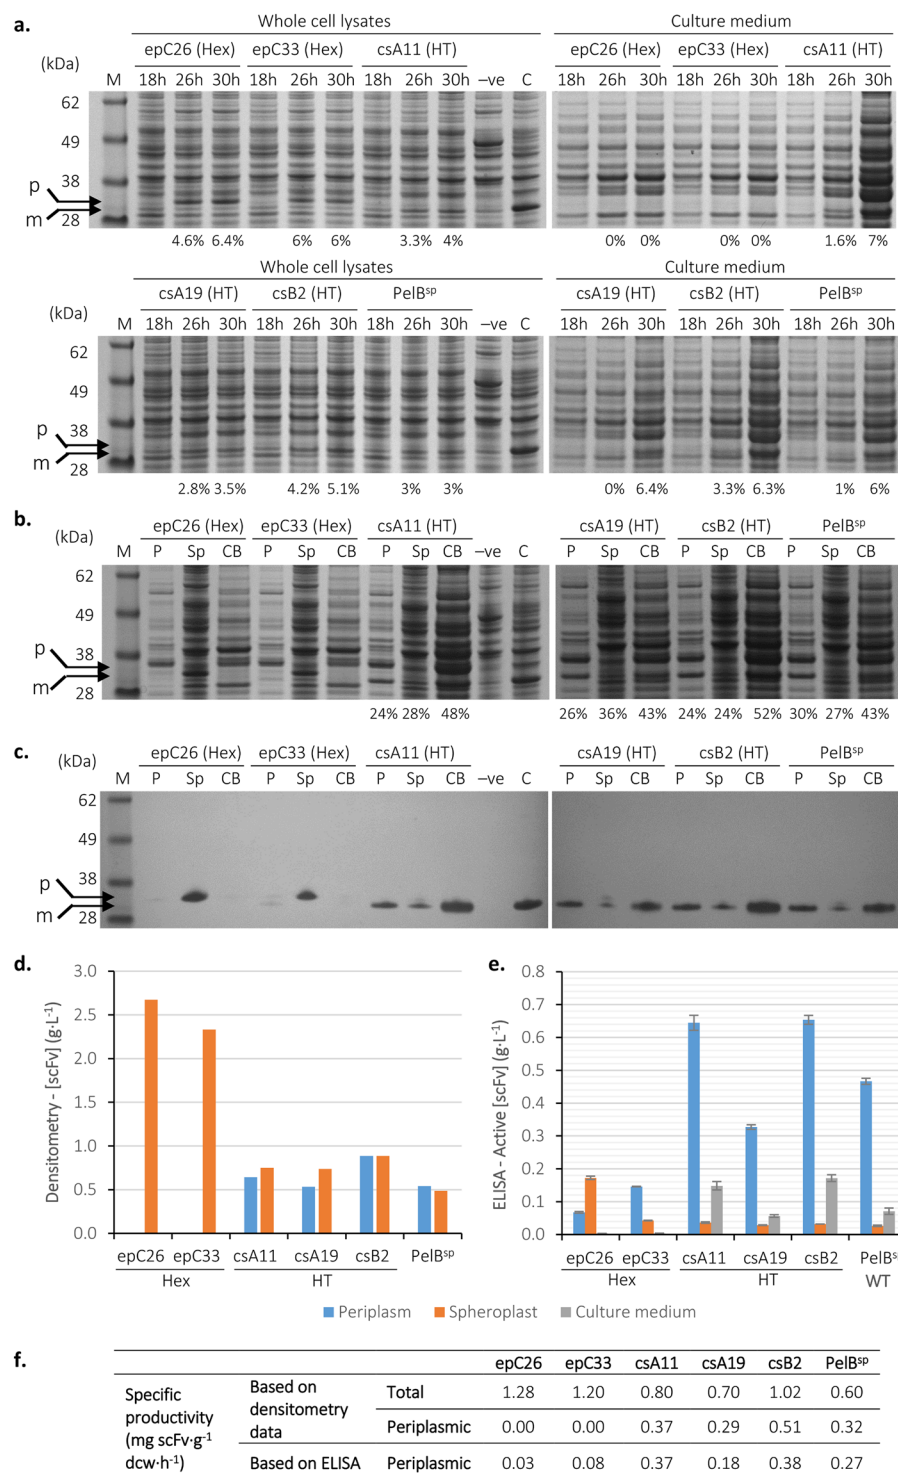 a.
Whole cell lysates Culture medium
epC26 (Hex) epC33 (Hex) csA11 (HT) epC26 (Hex) epC33 (Hex) csA11 (HT)
(kDa) M 18h 26h 30h 18h 26h 30h 18h 26h 30h –ve C 18h 26h 30h 18h 26h 30h 18h 26h 30h
62
49
38
p
m
28
4.6% 6.4% 6% 6% 3.3% 4% 0% 0% 0% 0% 1.6% 7%
Whole cell lysates Culture medium
csA19 (HT) csB2 (HT) PelBsp csA19 (HT) csB2 (HT) PelBsp
(kDa) M 18h 26h 30h 18h 26h 30h 18h 26h 30h –ve C 18h 26h 30h 18h 26h 30h 18h 26h 30h
62
49
38
p
m
28
2.8% 3.5% 4.2% 5.1% 3% 3% 0% 6.4% 3.3% 6.3% 1% 6%
b.
epC26 (Hex) epC33 (Hex) csA11 (HT) csA19 (HT) csB2 (HT) PelBsp
(kDa) M P Sp CB P Sp CB P Sp CB –ve C P Sp CB P Sp CB P Sp CB
62
49
38
p
m
28
24% 28% 48% 26% 36% 43% 24% 24% 52% 30% 27% 43%
c.
epC26 (Hex) epC33 (Hex) csA11 (HT) csA19 (HT) csB2 (HT) PelBsp
(kDa) M P Sp CB P Sp CB P Sp CB –ve C P Sp CB P Sp CB P Sp CB
62
49
38
p
m
28
d.
Densitometry - [scFv] (g·L-1)
3.0
2.5
2.0
1.5
1.0
0.5
0.0
epC26 epC33 csA11 csA19 csB2 PelBsp
Hex HT
e.
ELISA - Active [scFv] (g·L-1)
0.8
0.7
0.6
0.5
0.4
0.3
0.2
0.1
0.0
epC26 epC33 csA11 csA19 csB2 PelBs
Hex HT WT
Periplasm Spheroplast Culture medium
f.
epC26 epC33 csA11 csA19 csB2 PelBsp
Specific productivity (mg scFv·g-1 dcw·h-1)
Based on densitometry data
Total 1.28 1.20 0.80 0.70 1.02 0.60
Periplasmic 0.00 0.00 0.37 0.29 0.51 0.32
Based on ELISA Periplasmic 0.03 0.08 0.37 0.18 0.38 0.27